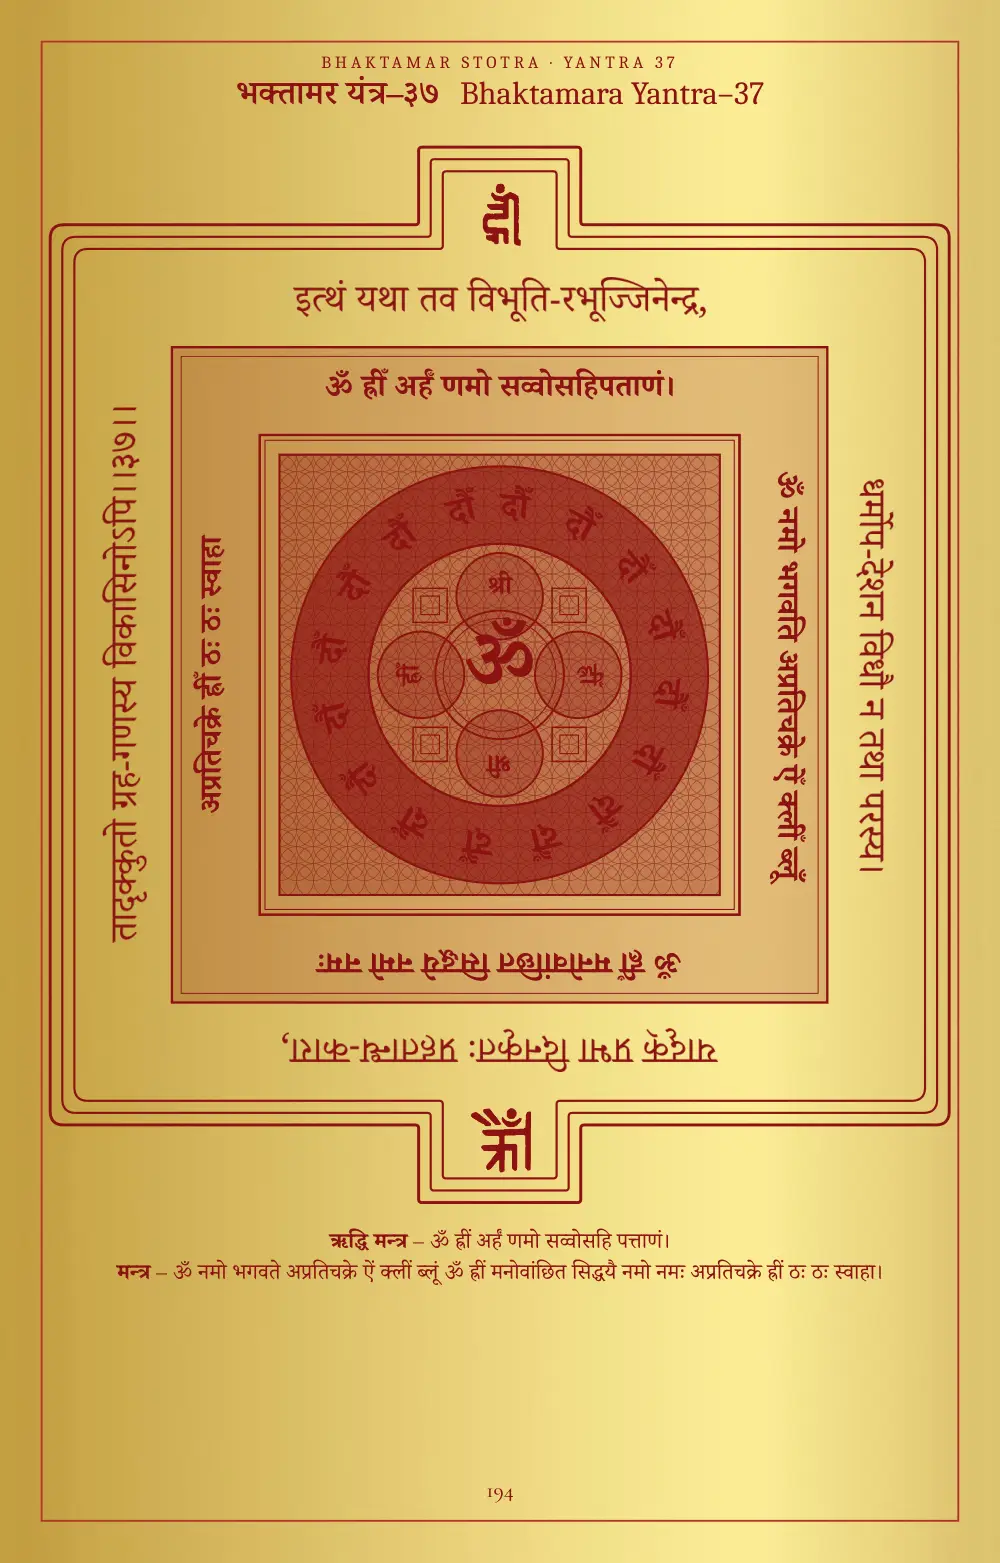 BHAKTAMAR STOTRA · YANTRA 37
भक्तामर यंत्र–३७ Bhaktamara Yantra–37
इत्थं यथा तव विभूति-रभूज्जिनेन्द्र,
धर्मोप-देशन विधौ न तथा परस्य।
यादृक् प्रभा दिनकृतः प्रहतान्ध-कारा,
तादृक्कुतो ग्रह-गणस्य विकासिनोऽपि।।३७।।
ॐ ह्रीँ अर्हँ णमो सव्वोसहिपताणं।
ॐ नमो भगवति अप्रतिचक्रे ऐँ क्लीँ ब्लूँ
ॐ ह्रीँ मनोवांछित सिद्धयै नमो नमः
अप्रतिचक्रे ह्रीँ ठः ठः स्वाहा
ॐ
श्री
श्री
ऋद्धि मन्त्र – ॐ ह्रीं अर्हं णमो सव्वोसहि पत्ताणं।
मन्त्र – ॐ नमो भगवते अप्रतिचक्रे ऐं क्लीं ब्लूं ॐ ह्रीं मनोवांछित सिद्धयै नमो नमः अप्रतिचक्रे ह्रीं ठः ठः स्वाहा।
194